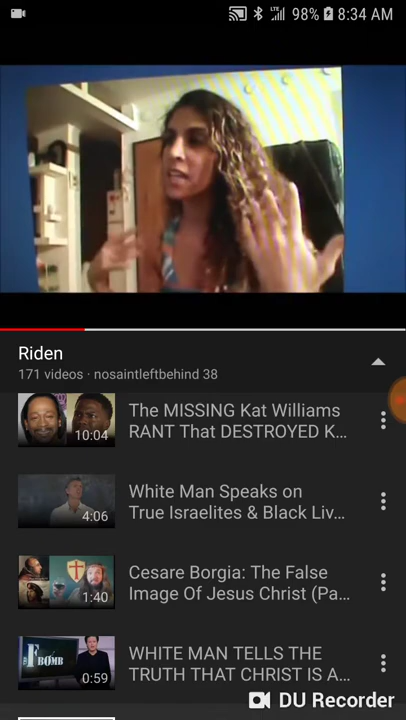 LTE 98% 8:34 AM
Riden
171 videos · nosaintleftbehind 38
The MISSING Kat Williams
RANT That DESTROYED K...
10:04
White Man Speaks on
True Israelites & Black Liv...
4:06
Cesare Borgia: The False
Image Of Jesus Christ (Pa...
1:40
WHITE MAN TELLS THE
TRUTH THAT CHRIST IS A...
F BOMB
0:59
DU Recorder